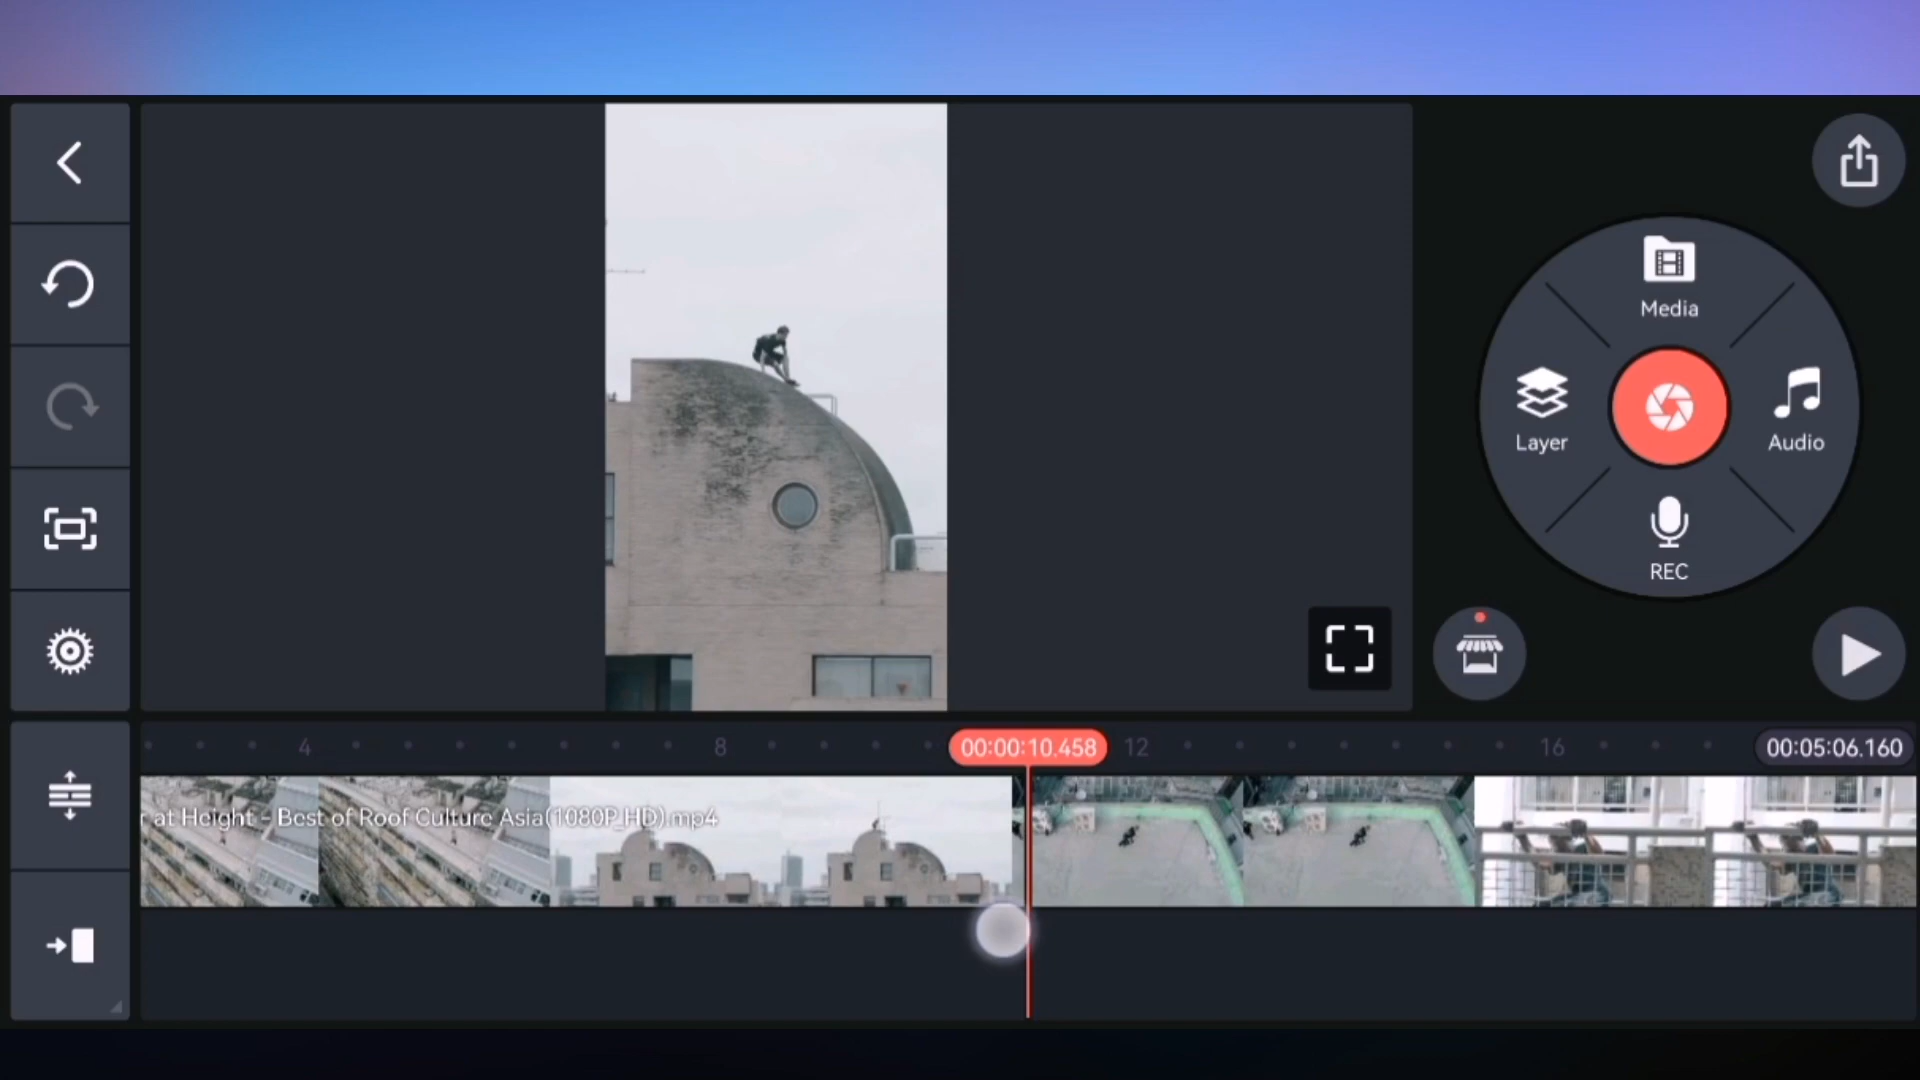 Media
Layer
Audio
REC
4
8
00:00:10.458
12
16
00:05:06.160
r at Height - Best of Roof Culture Asia(1080P_HD).mp4